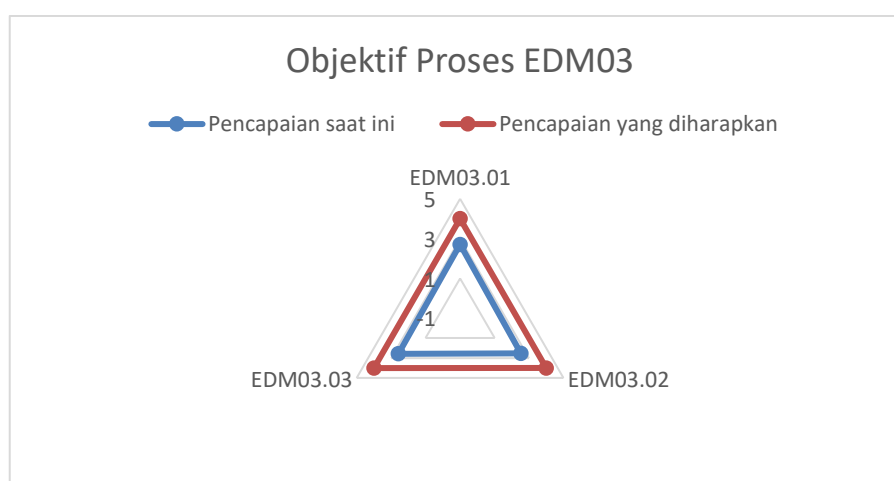 Objektif Proses EDM03
Pencapaian saat ini
Pencapaian yang diharapkan
EDM03.01
5
3
1
-1
EDM03.03
EDM03.02